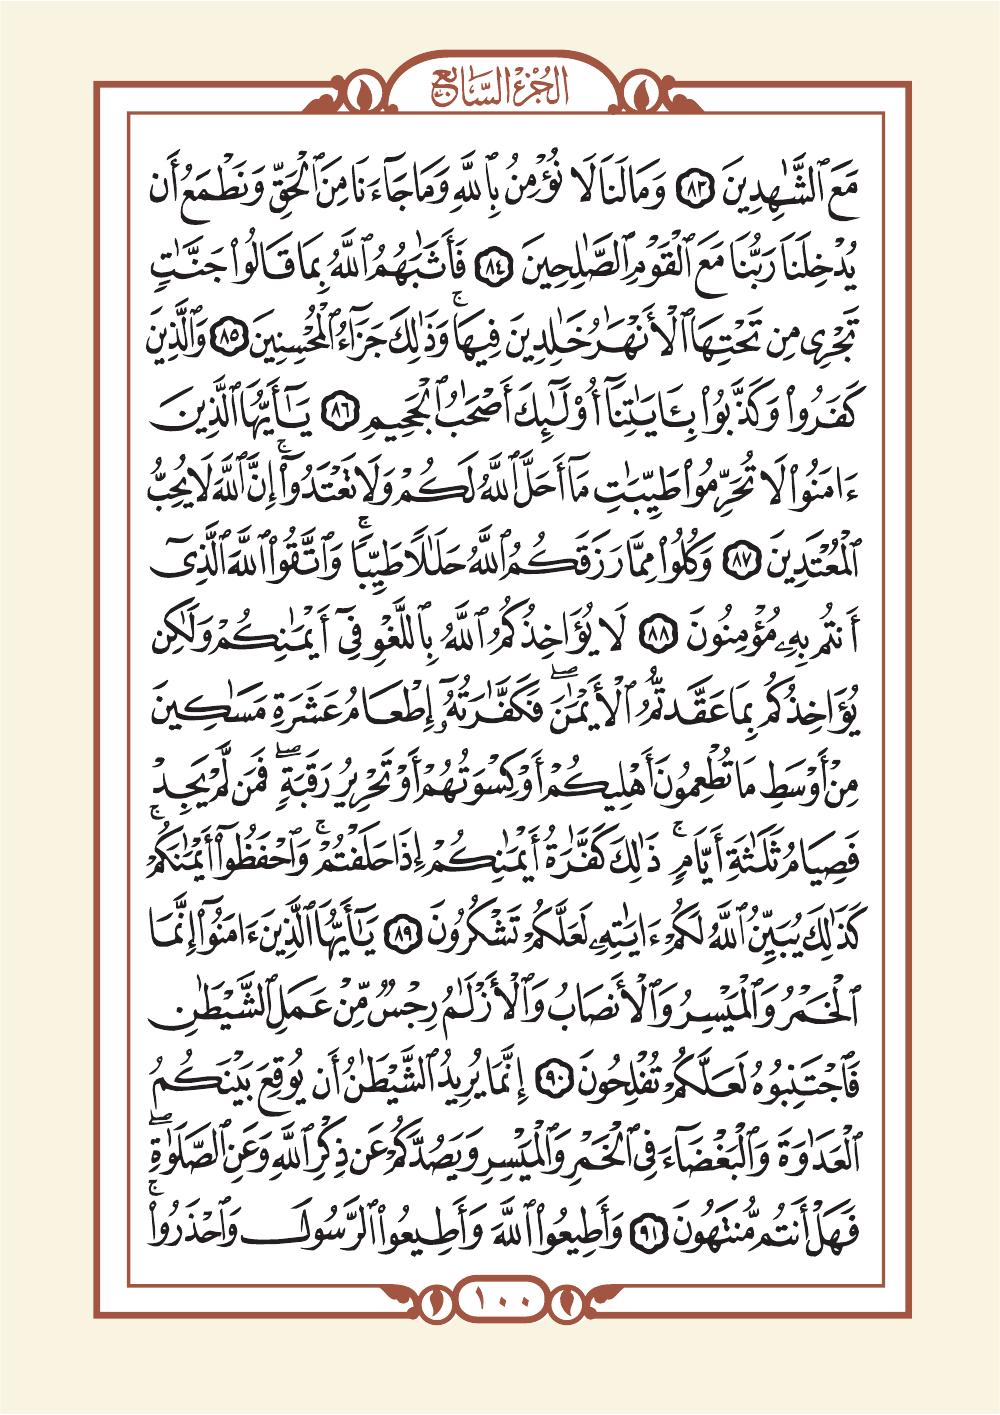 الجُزْءُ السَّابِعُ
مَعَ ٱلشَّـٰهِدِينَ ٨٣ وَمَا لَنَا لَا نُؤْمِنُ بِٱللَّهِ وَمَا جَآءَنَا مِنَ ٱلْحَقِّ وَنَطْمَعُ أَن
يُدْخِلَنَا رَبُّنَا مَعَ ٱلْقَوْمِ ٱلصَّـٰلِحِينَ ٨٤ فَأَثَـٰبَهُمُ ٱللَّهُ بِمَا قَالُوا۟ جَنَّـٰتٍ
تَجْرِى مِن تَحْتِهَا ٱلْأَنْهَـٰرُ خَـٰلِدِينَ فِيهَا ۚ وَذَٰلِكَ جَزَآءُ ٱلْمُحْسِنِينَ ٨٥ وَٱلَّذِينَ
كَفَرُوا۟ وَكَذَّبُوا۟ بِـَٔايَـٰتِنَآ أُو۟لَـٰٓئِكَ أَصْحَـٰبُ ٱلْجَحِيمِ ٨٦ يَـٰٓأَيُّهَا ٱلَّذِينَ
ءَامَنُوا۟ لَا تُحَرِّمُوا۟ طَيِّبَـٰتِ مَآ أَحَلَّ ٱللَّهُ لَكُمْ وَلَا تَعْتَدُوٓا۟ ۚ إِنَّ ٱللَّهَ لَا يُحِبُّ
ٱلْمُعْتَدِينَ ٨٧ وَكُلُوا۟ مِمَّا رَزَقَكُمُ ٱللَّهُ حَلَـٰلًا طَيِّبًا ۚ وَٱتَّقُوا۟ ٱللَّهَ ٱلَّذِىٓ
أَنتُم بِهِۦ مُؤْمِنُونَ ٨٨ لَا يُؤَاخِذُكُمُ ٱللَّهُ بِٱللَّغْوِ فِىٓ أَيْمَـٰنِكُمْ وَلَـٰكِن
يُؤَاخِذُكُم بِمَا عَقَّدتُّمُ ٱلْأَيْمَـٰنَ ۖ فَكَفَّـٰرَتُهُۥٓ إِطْعَامُ عَشَرَةِ مَسَـٰكِينَ
مِنْ أَوْسَطِ مَا تُطْعِمُونَ أَهْلِيكُمْ أَوْ كِسْوَتُهُمْ أَوْ تَحْرِيرُ رَقَبَةٍ ۖ فَمَن لَّمْ يَجِدْ
فَصِيَامُ ثَلَـٰثَةِ أَيَّامٍ ۚ ذَٰلِكَ كَفَّـٰرَةُ أَيْمَـٰنِكُمْ إِذَا حَلَفْتُمْ ۚ وَٱحْفَظُوٓا۟ أَيْمَـٰنَكُمْ ۚ
كَذَٰلِكَ يُبَيِّنُ ٱللَّهُ لَكُمْ ءَايَـٰتِهِۦ لَعَلَّكُمْ تَشْكُرُونَ ٨٩ يَـٰٓأَيُّهَا ٱلَّذِينَ ءَامَنُوٓا۟ إِنَّمَا
ٱلْخَمْرُ وَٱلْمَيْسِرُ وَٱلْأَنصَابُ وَٱلْأَزْلَـٰمُ رِجْسٌ مِّنْ عَمَلِ ٱلشَّيْطَـٰنِ
فَٱجْتَنِبُوهُ لَعَلَّكُمْ تُفْلِحُونَ ٩٠ إِنَّمَا يُرِيدُ ٱلشَّيْطَـٰنُ أَن يُوقِعَ بَيْنَكُمُ
ٱلْعَدَٰوَةَ وَٱلْبَغْضَآءَ فِى ٱلْخَمْرِ وَٱلْمَيْسِرِ وَيَصُدَّكُمْ عَن ذِكْرِ ٱللَّهِ وَعَنِ ٱلصَّلَوٰةِ ۖ
فَهَلْ أَنتُم مُّنتَهُونَ ٩١ وَأَطِيعُوا۟ ٱللَّهَ وَأَطِيعُوا۟ ٱلرَّسُولَ وَٱحْذَرُوا۟ ۚ
١٠٠